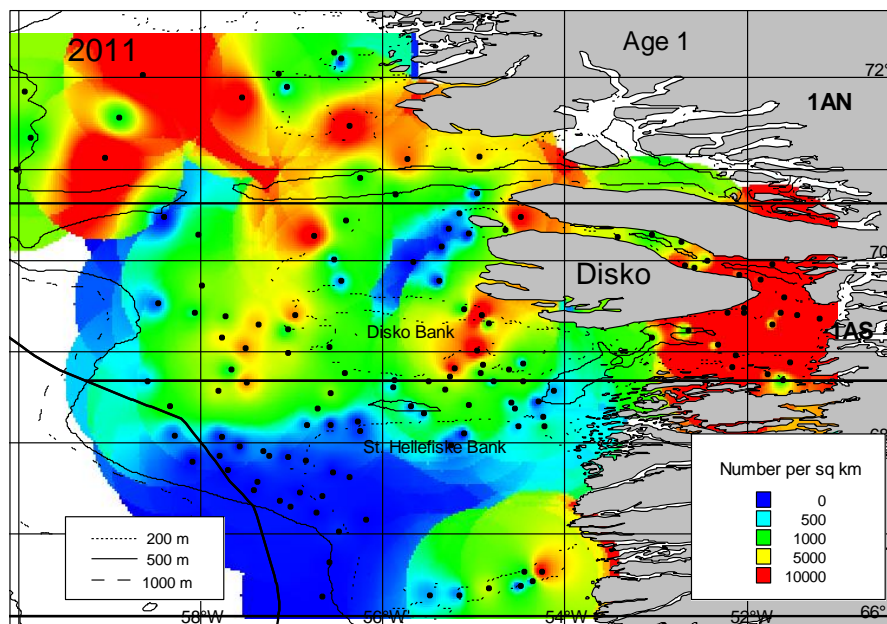 2011
Age 1
72°
1AN
70
Disko
Disko Bank
1AS
St. Hellefiske Bank
Number per sq km
0
500
1000
5000
10000
200 m
500 m
1000 m
58°W
56°W
54°W
52°W
66°